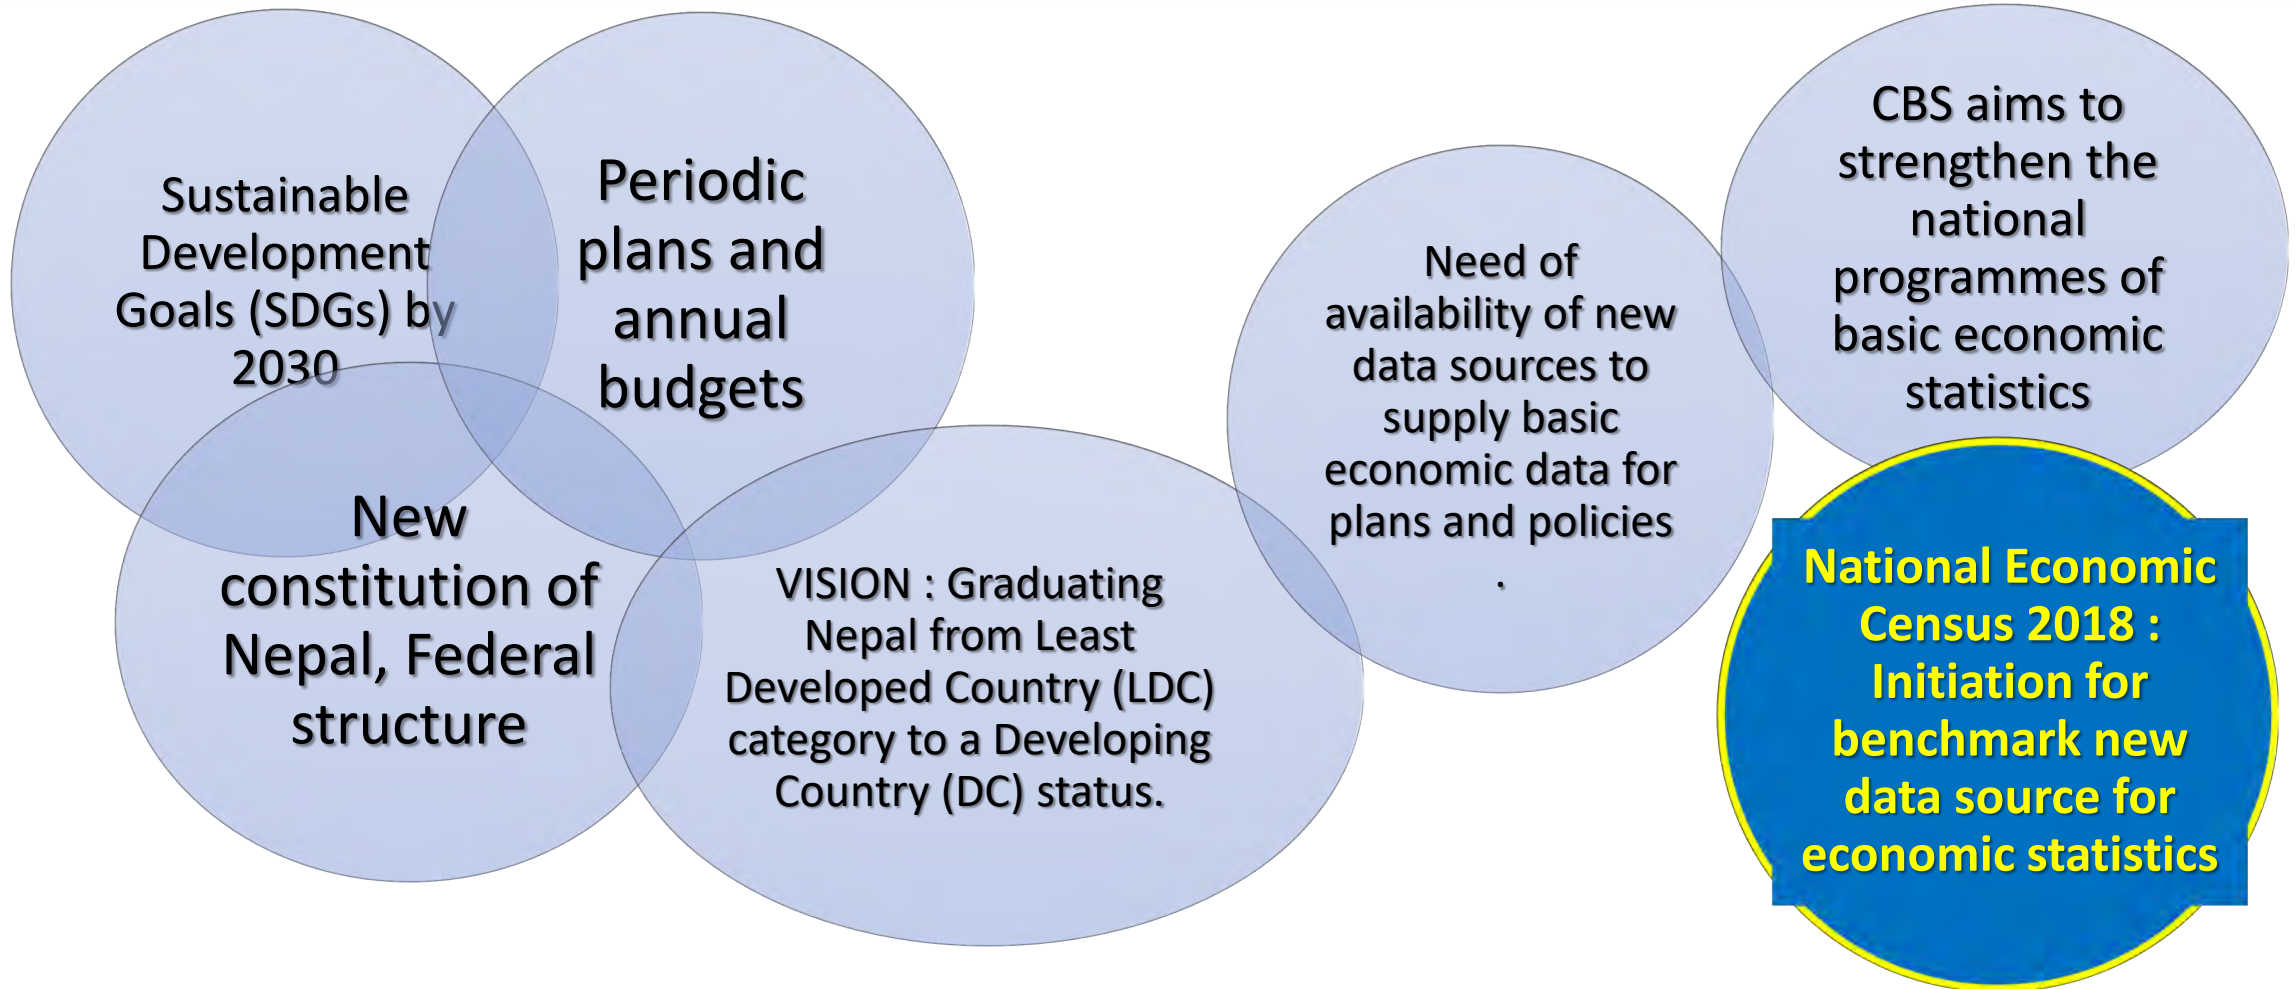 Sustainable
Development
Goals (SDGs) by
2030
Periodic
plans and
annual
budgets
New
constitution of
Nepal, Federal
structure
VISION : Graduating
Nepal from Least
Developed Country (LDC)
category to a Developing
Country (DC) status.
Need of
availability of new
data sources to
supply basic
economic data for
plans and policies
.
CBS aims to
strengthen the
national
programmes of
basic economic
statistics
National Economic
Census 2018 :
Initiation for
benchmark new
data source for
economic statistics